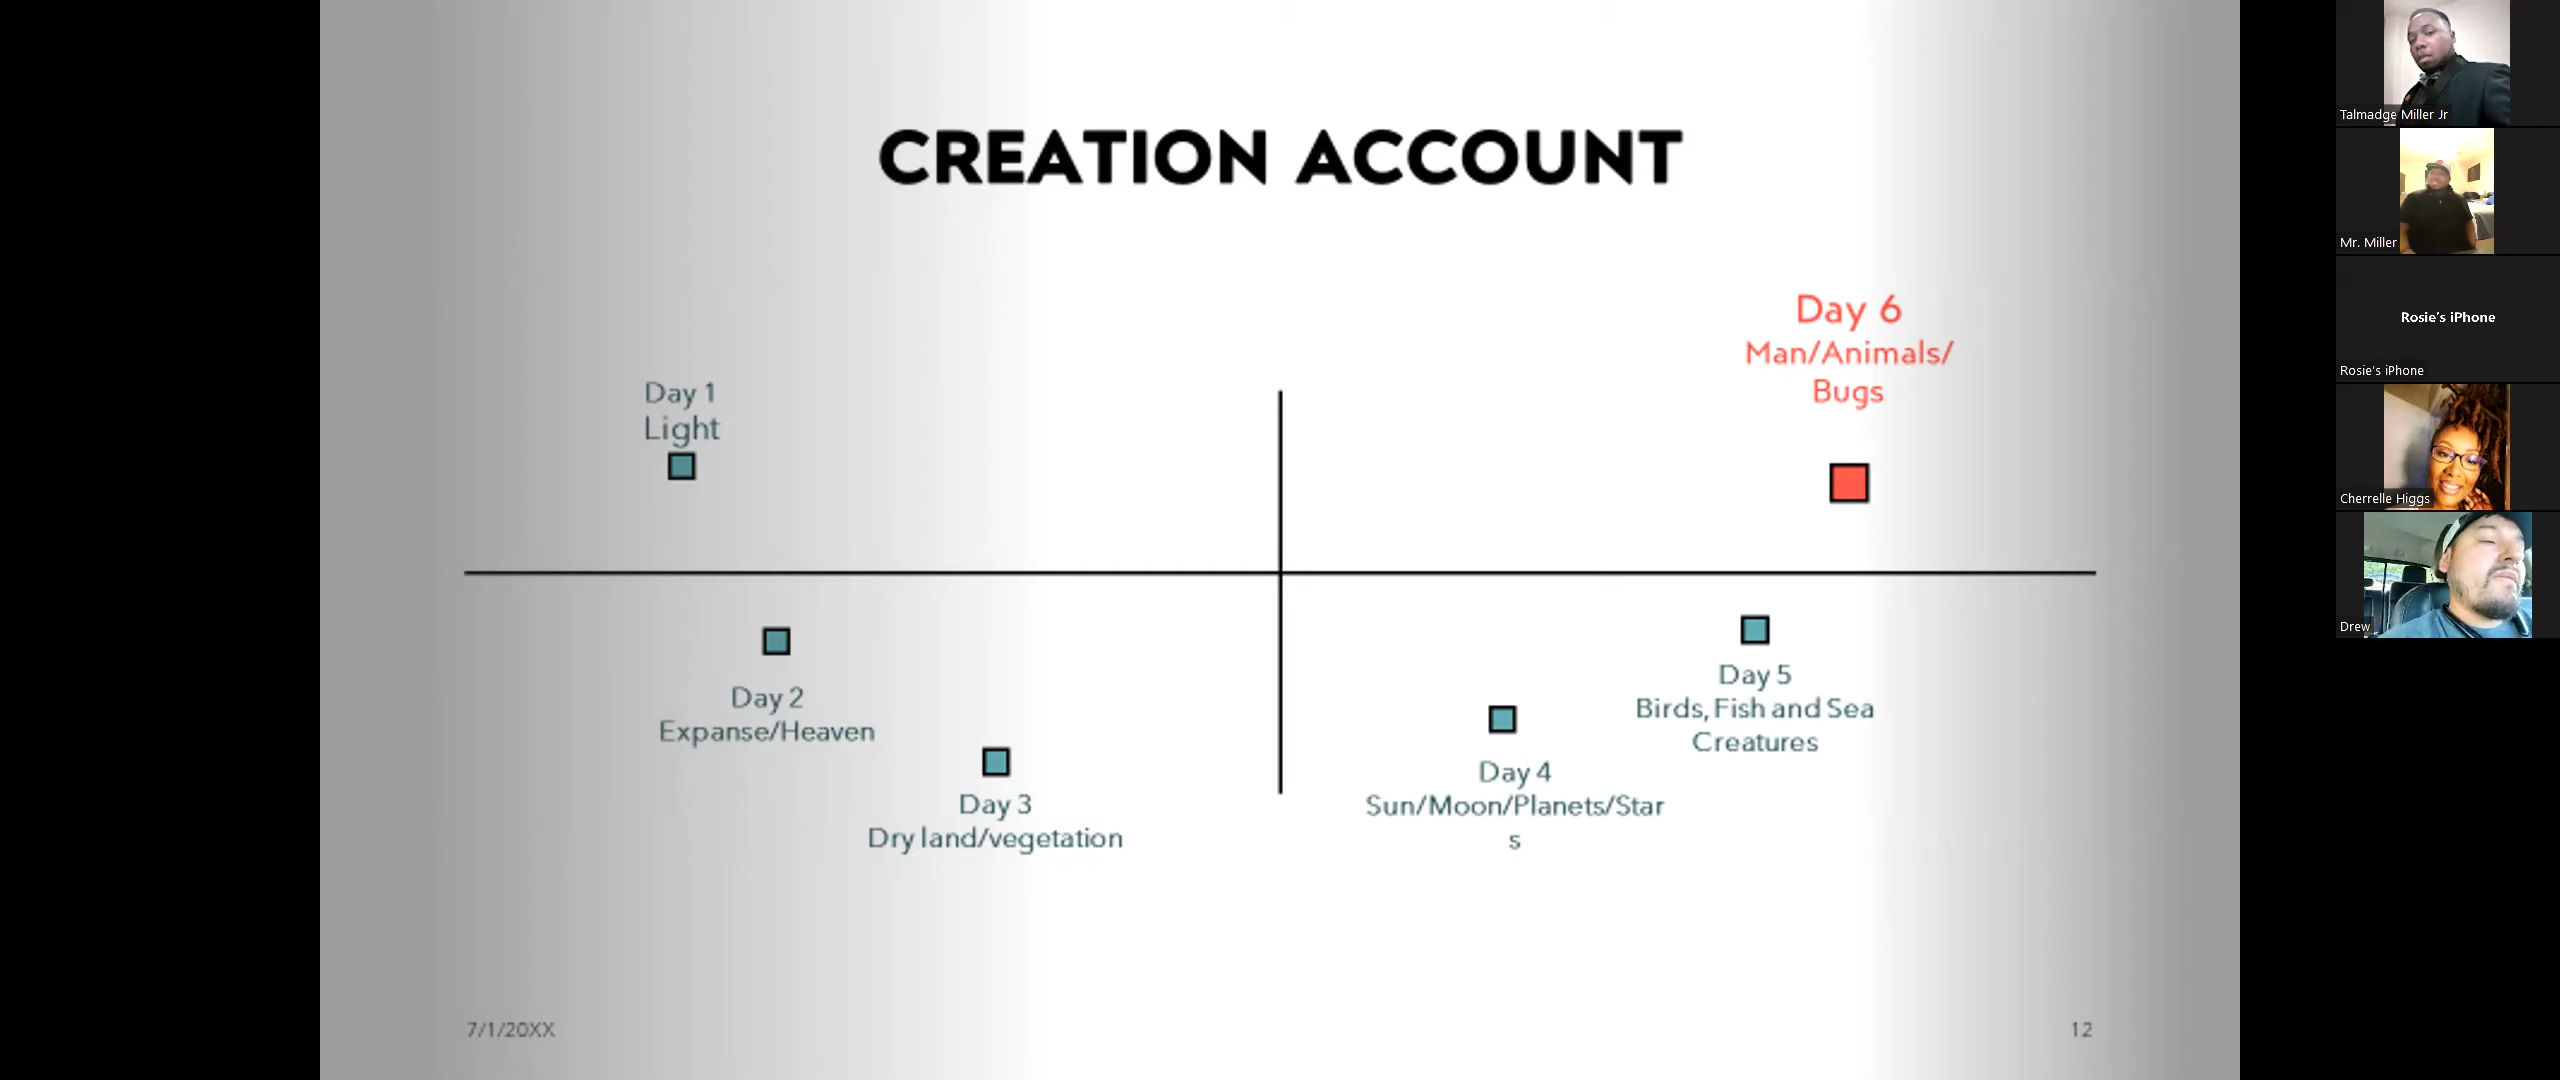 CREATION ACCOUNT
Day 6
Man/Animals/
Bugs
Day 1
Light
Day 2
Expanse/Heaven
Day 3
Dry land/vegetation
Day 4
Sun/Moon/Planets/Star
s
Day 5
Birds, Fish and Sea
Creatures
7/1/20XX
12
Talmadge Miller Jr
Mr. Miller
Rosie's iPhone
Rosie's iPhone
Cherrelle Higgs
Drew